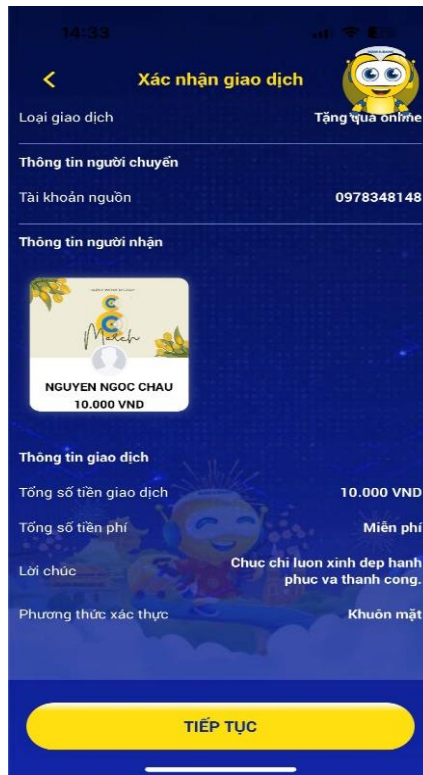 14:33
Xác nhận giao dịch
Loại giao dịch
Tặng quà online
Thông tin người chuyển
Tài khoản nguồn
0978348148
Thông tin người nhận
March
NGUYEN NGOC CHAU
10.000 VND
Thông tin giao dịch
Tổng số tiền giao dịch
10.000 VND
Tổng số tiền phí
Miễn phí
Lời chúc
Chuc chi luon xinh dep hanh
phuc va thanh cong.
Phương thức xác thực
Khuôn mặt
TIẾP TỤC